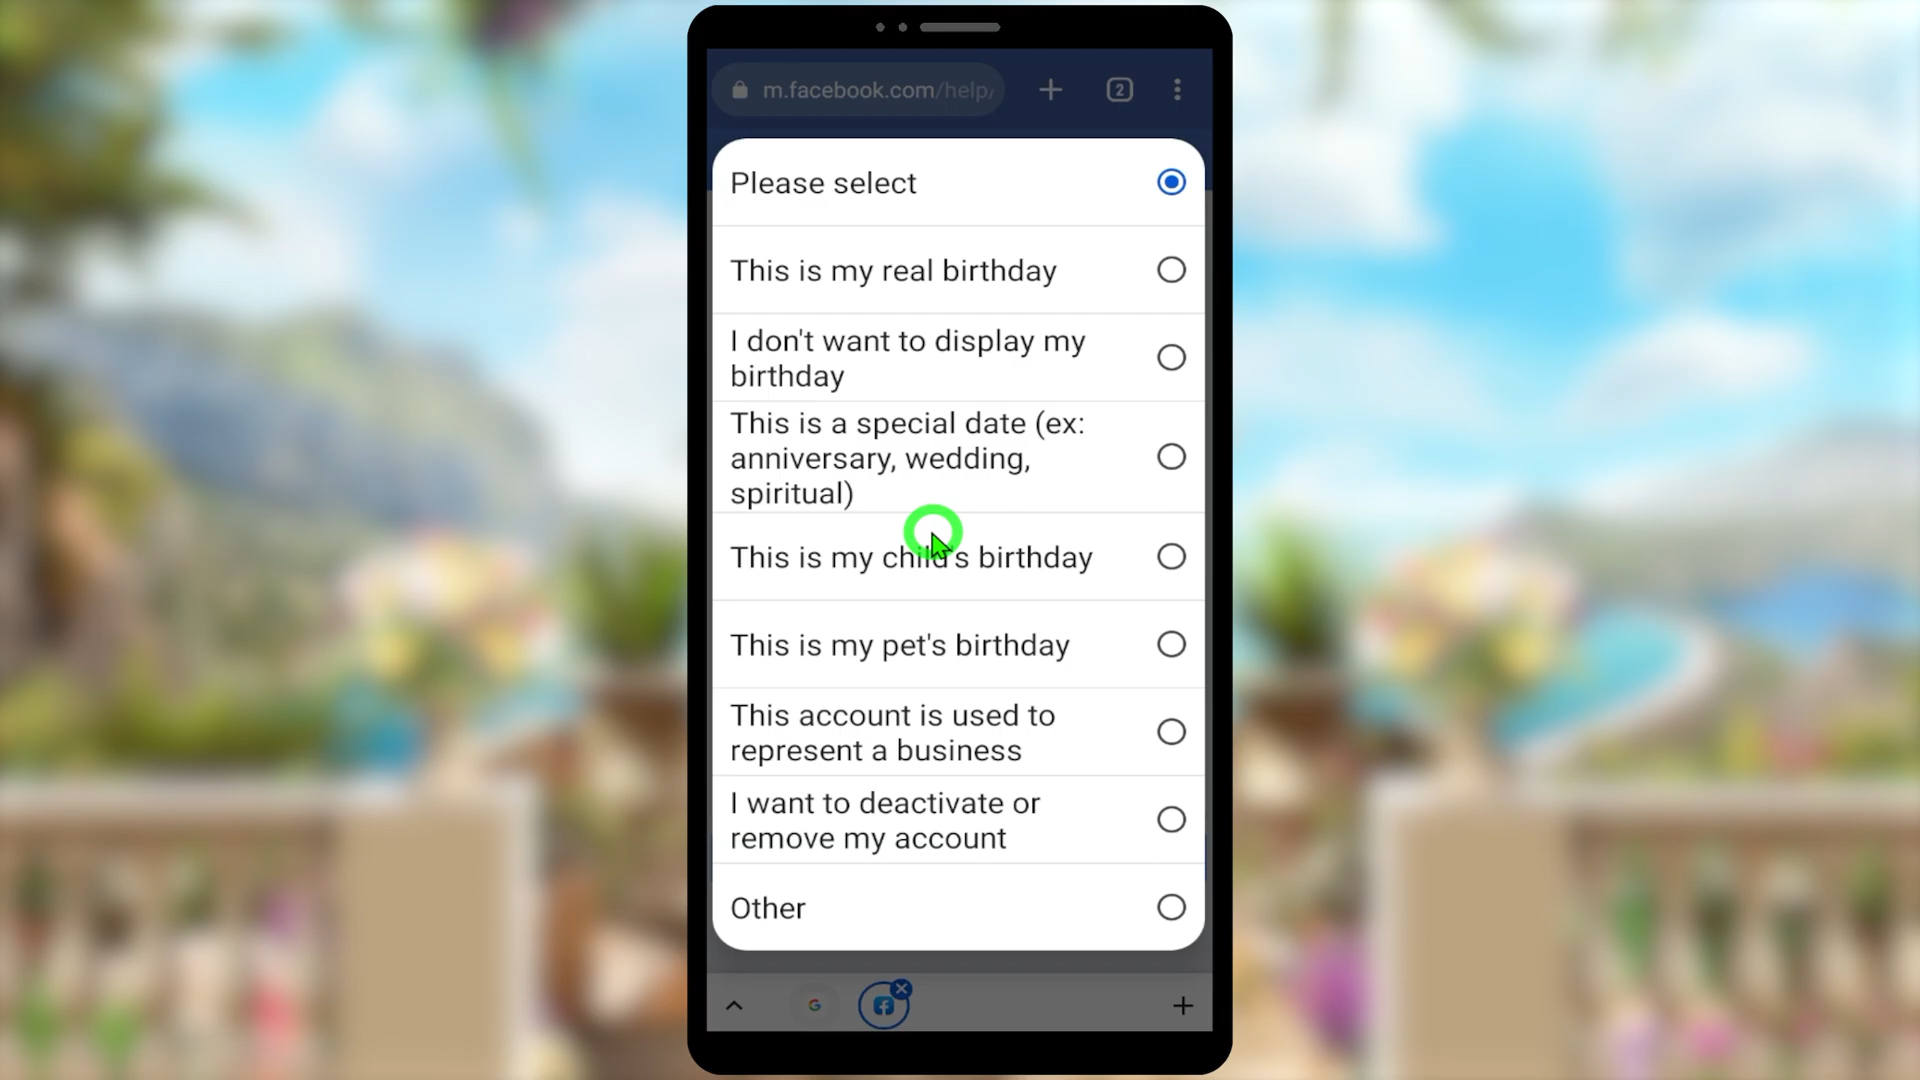 m.facebook.com/help/
2
Please select
This is my real birthday
I don't want to display my
birthday
This is a special date (ex:
anniversary, wedding,
spiritual)
This is my child's birthday
This is my pet's birthday
This account is used to
represent a business
I want to deactivate or
remove my account
Other